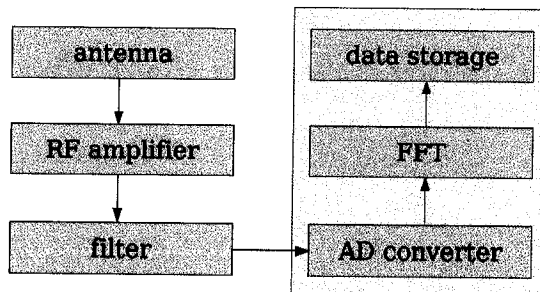 antenna
RF amplifier
filter
data storage
FFT
AD converter